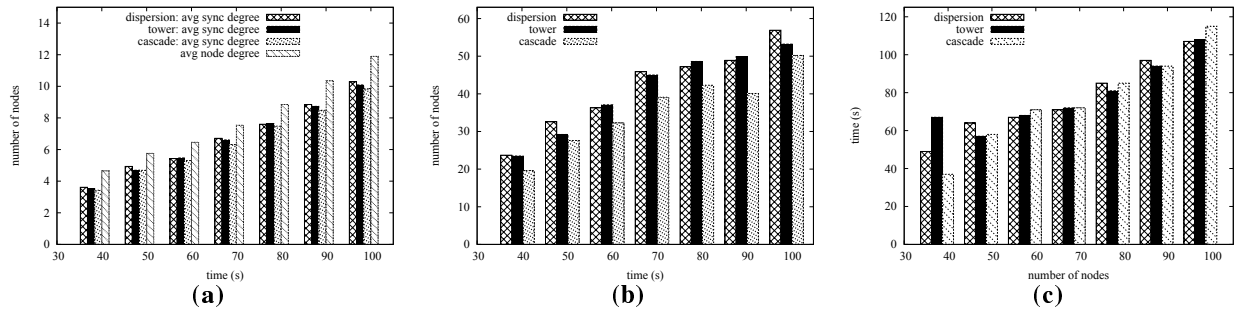 14
12
10
8
6
4
2
0
number of nodes
dispersion: avg sync degree
tower: avg sync degree
cascade: avg sync degree
avg node degree
30 40 50 60 70 80 90 100
time (s)
(a)
60
50
40
30
20
10
0
number of nodes
dispersion
tower
cascade
30 40 50 60 70 80 90 100
time (s)
(b)
120
100
80
60
40
20
0
time (s)
dispersion
tower
cascade
30 40 50 60 70 80 90 100
number of nodes
(c)